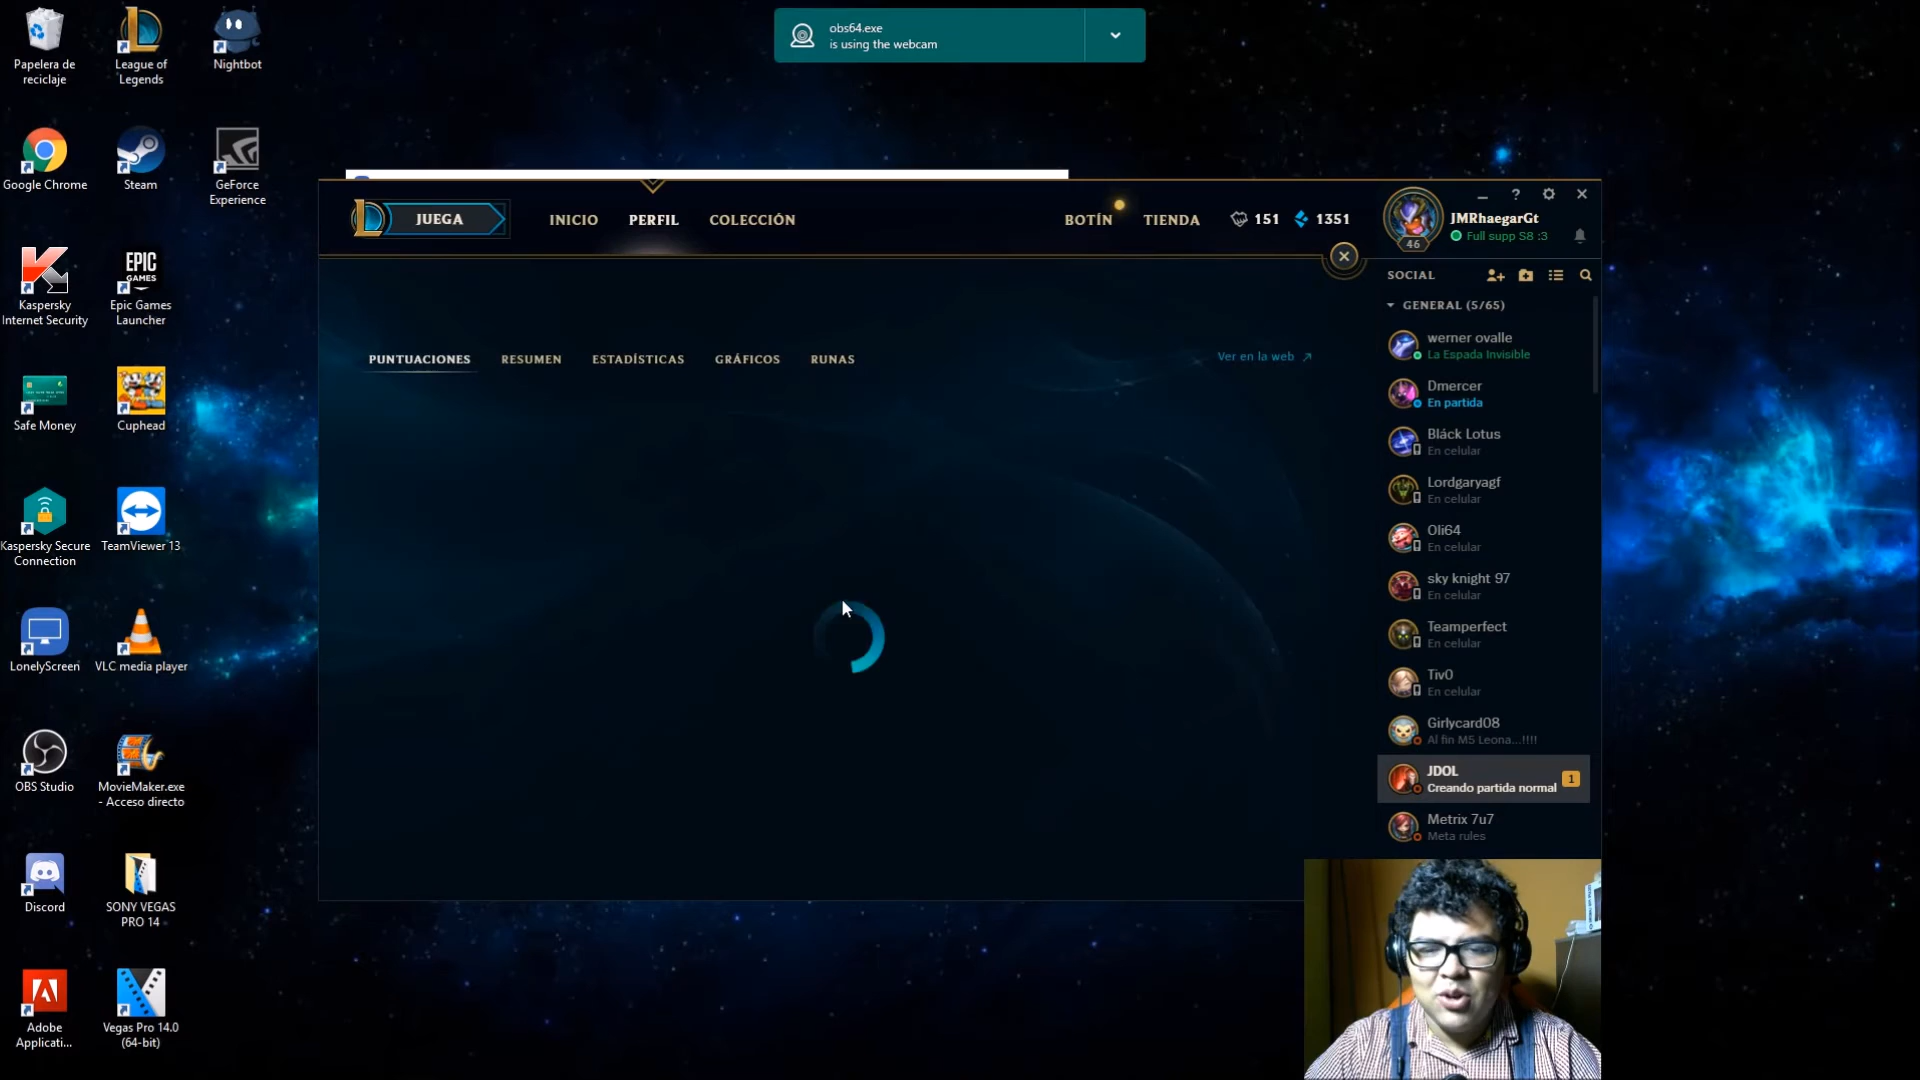 Papelera de
reciclaje
League of
Legends
Nightbot
obs64.exe
is using the webcam
Google Chrome
Steam
GeForce
Experience
Kaspersky
Internet Security
EPIC
GAMES
Epic Games
Launcher
Safe Money
Cuphead
Kaspersky Secure
Connection
TeamViewer 13
LonelyScreen
VLC media player
OBS Studio
MovieMaker.exe
- Acceso directo
Discord
SONY VEGAS
PRO 14
Adobe
Applicati...
Vegas Pro 14.0
(64-bit)
JUEGA
INICIO
PERFIL
COLECCIÓN
BOTÍN
TIENDA
151
1351
46
JMRhaegarGt
Full supp S8 :3
PUNTUACIONES
RESUMEN
ESTADÍSTICAS
GRÁFICOS
RUNAS
Ver en la web
SOCIAL
GENERAL (5/65)
werner ovalle
La Espada Invisible
Dmercer
En partida
Bláck Lotus
En celular
Lordgaryagf
En celular
Oli64
En celular
sky knight 97
En celular
Teamperfect
En celular
Tiv0
En celular
Girlycard08
Al fin M5 Leona...!!!!
JDOL
Creando partida normal
1
Metrix 7u7
Meta rules